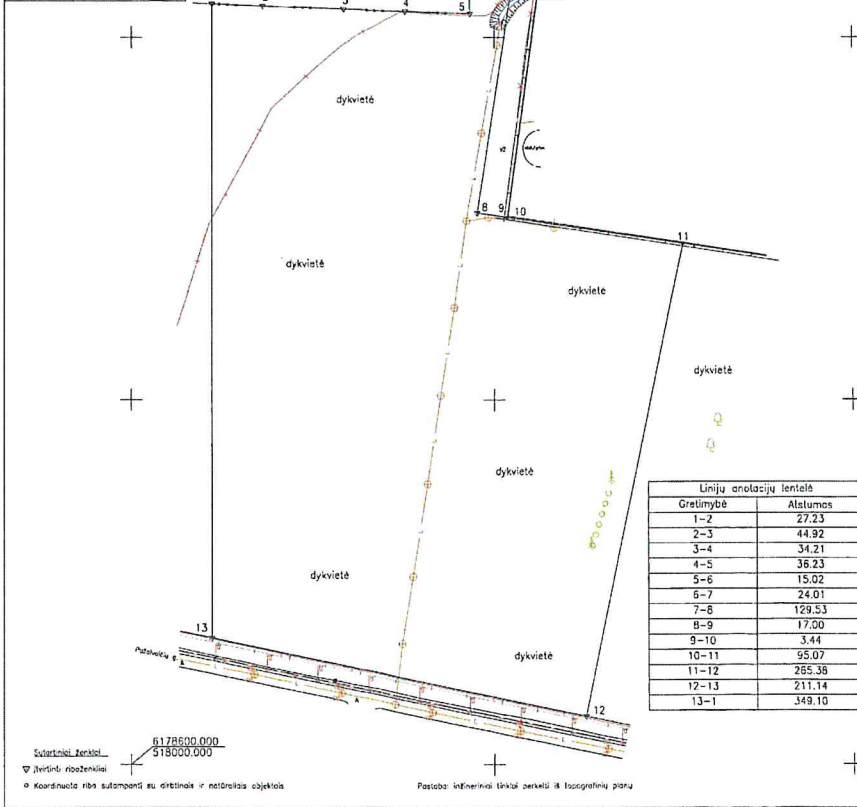 3 4 5
dykvietė
8 9 10
11
dykvietė
dykvietė
dykvietė
dykvietė
Linijų anotacijų lentelė
Gretimybė Atstumas
1-2 27.23
2-3 44.92
3-4 34.21
4-5 36.23
5-6 15.02
6-7 24.01
7-8 129.53
8-9 17.00
9-10 3.44
10-11 95.07
11-12 265.38
12-13 211.14
13-1 349.10
dykvietė
13
dykvietė
12
6178600.000
518000.000
Sutartiniai ženklai
Įtvirtinti riboženkliai
Koordinuota riba sutampanti su dirbtinais ir natūraliais objektais
Pastaba: inžineriniai tinklai perkelti iš topografinių planų